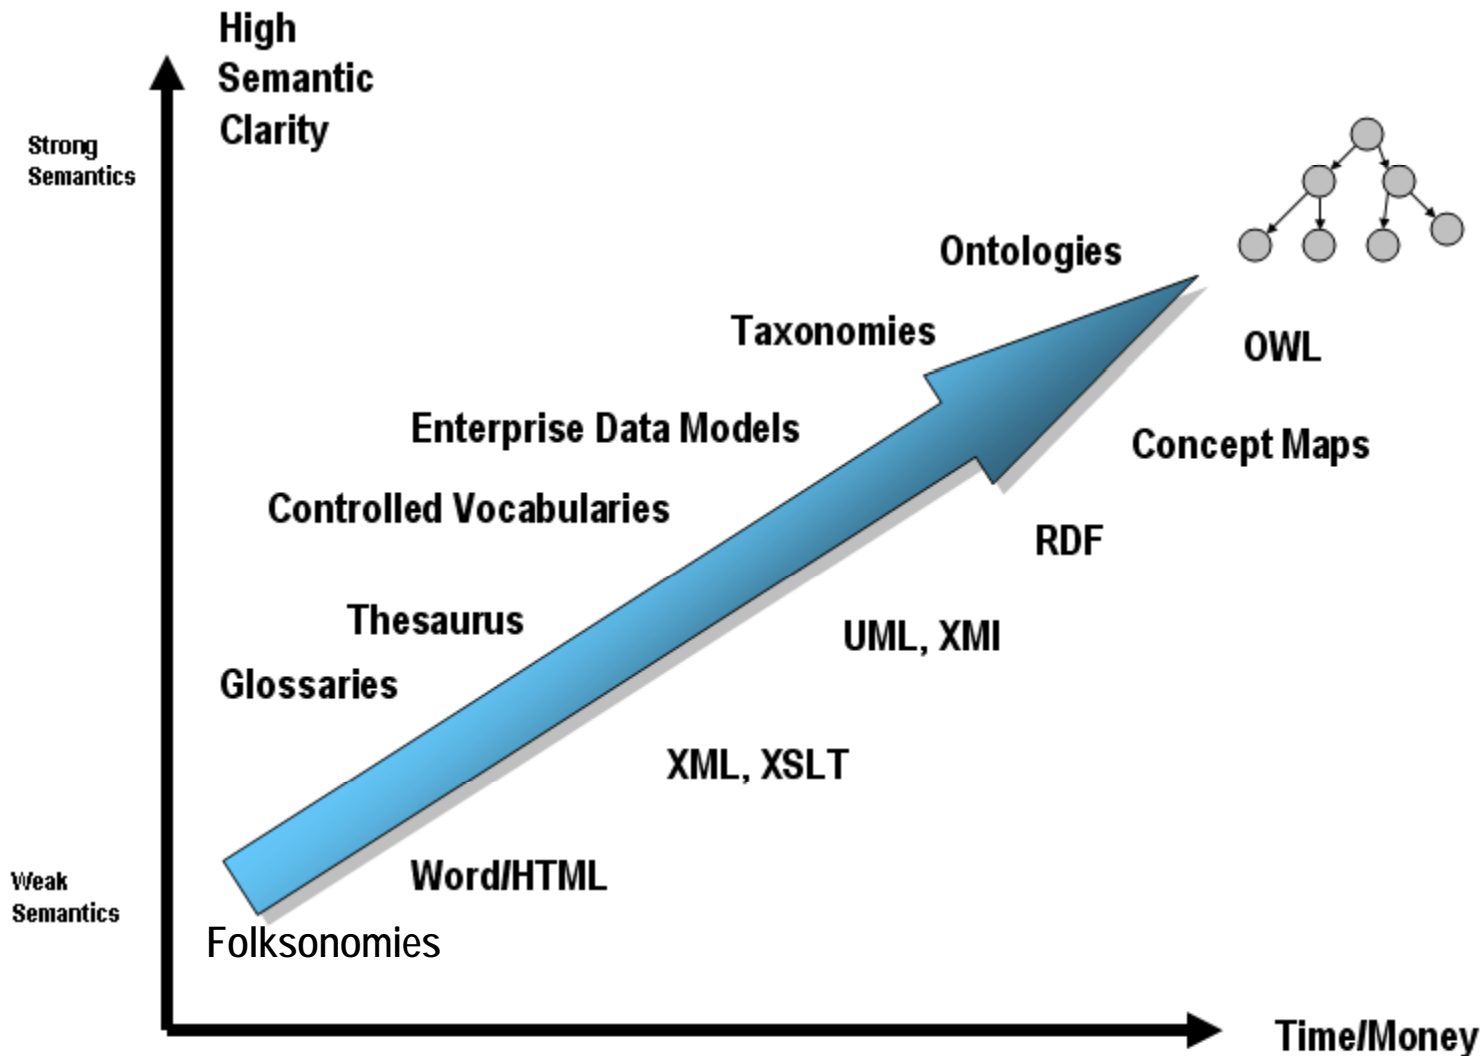 High
Semantic
Clarity
Strong
Semantics
Ontologies
Taxonomies
OWL
Enterprise Data Models
Concept Maps
Controlled Vocabularies
RDF
Thesaurus
UML, XMI
Glossaries
XML, XSLT
Word/HTML
Weak
Semantics
Folksonomies
Time/Money